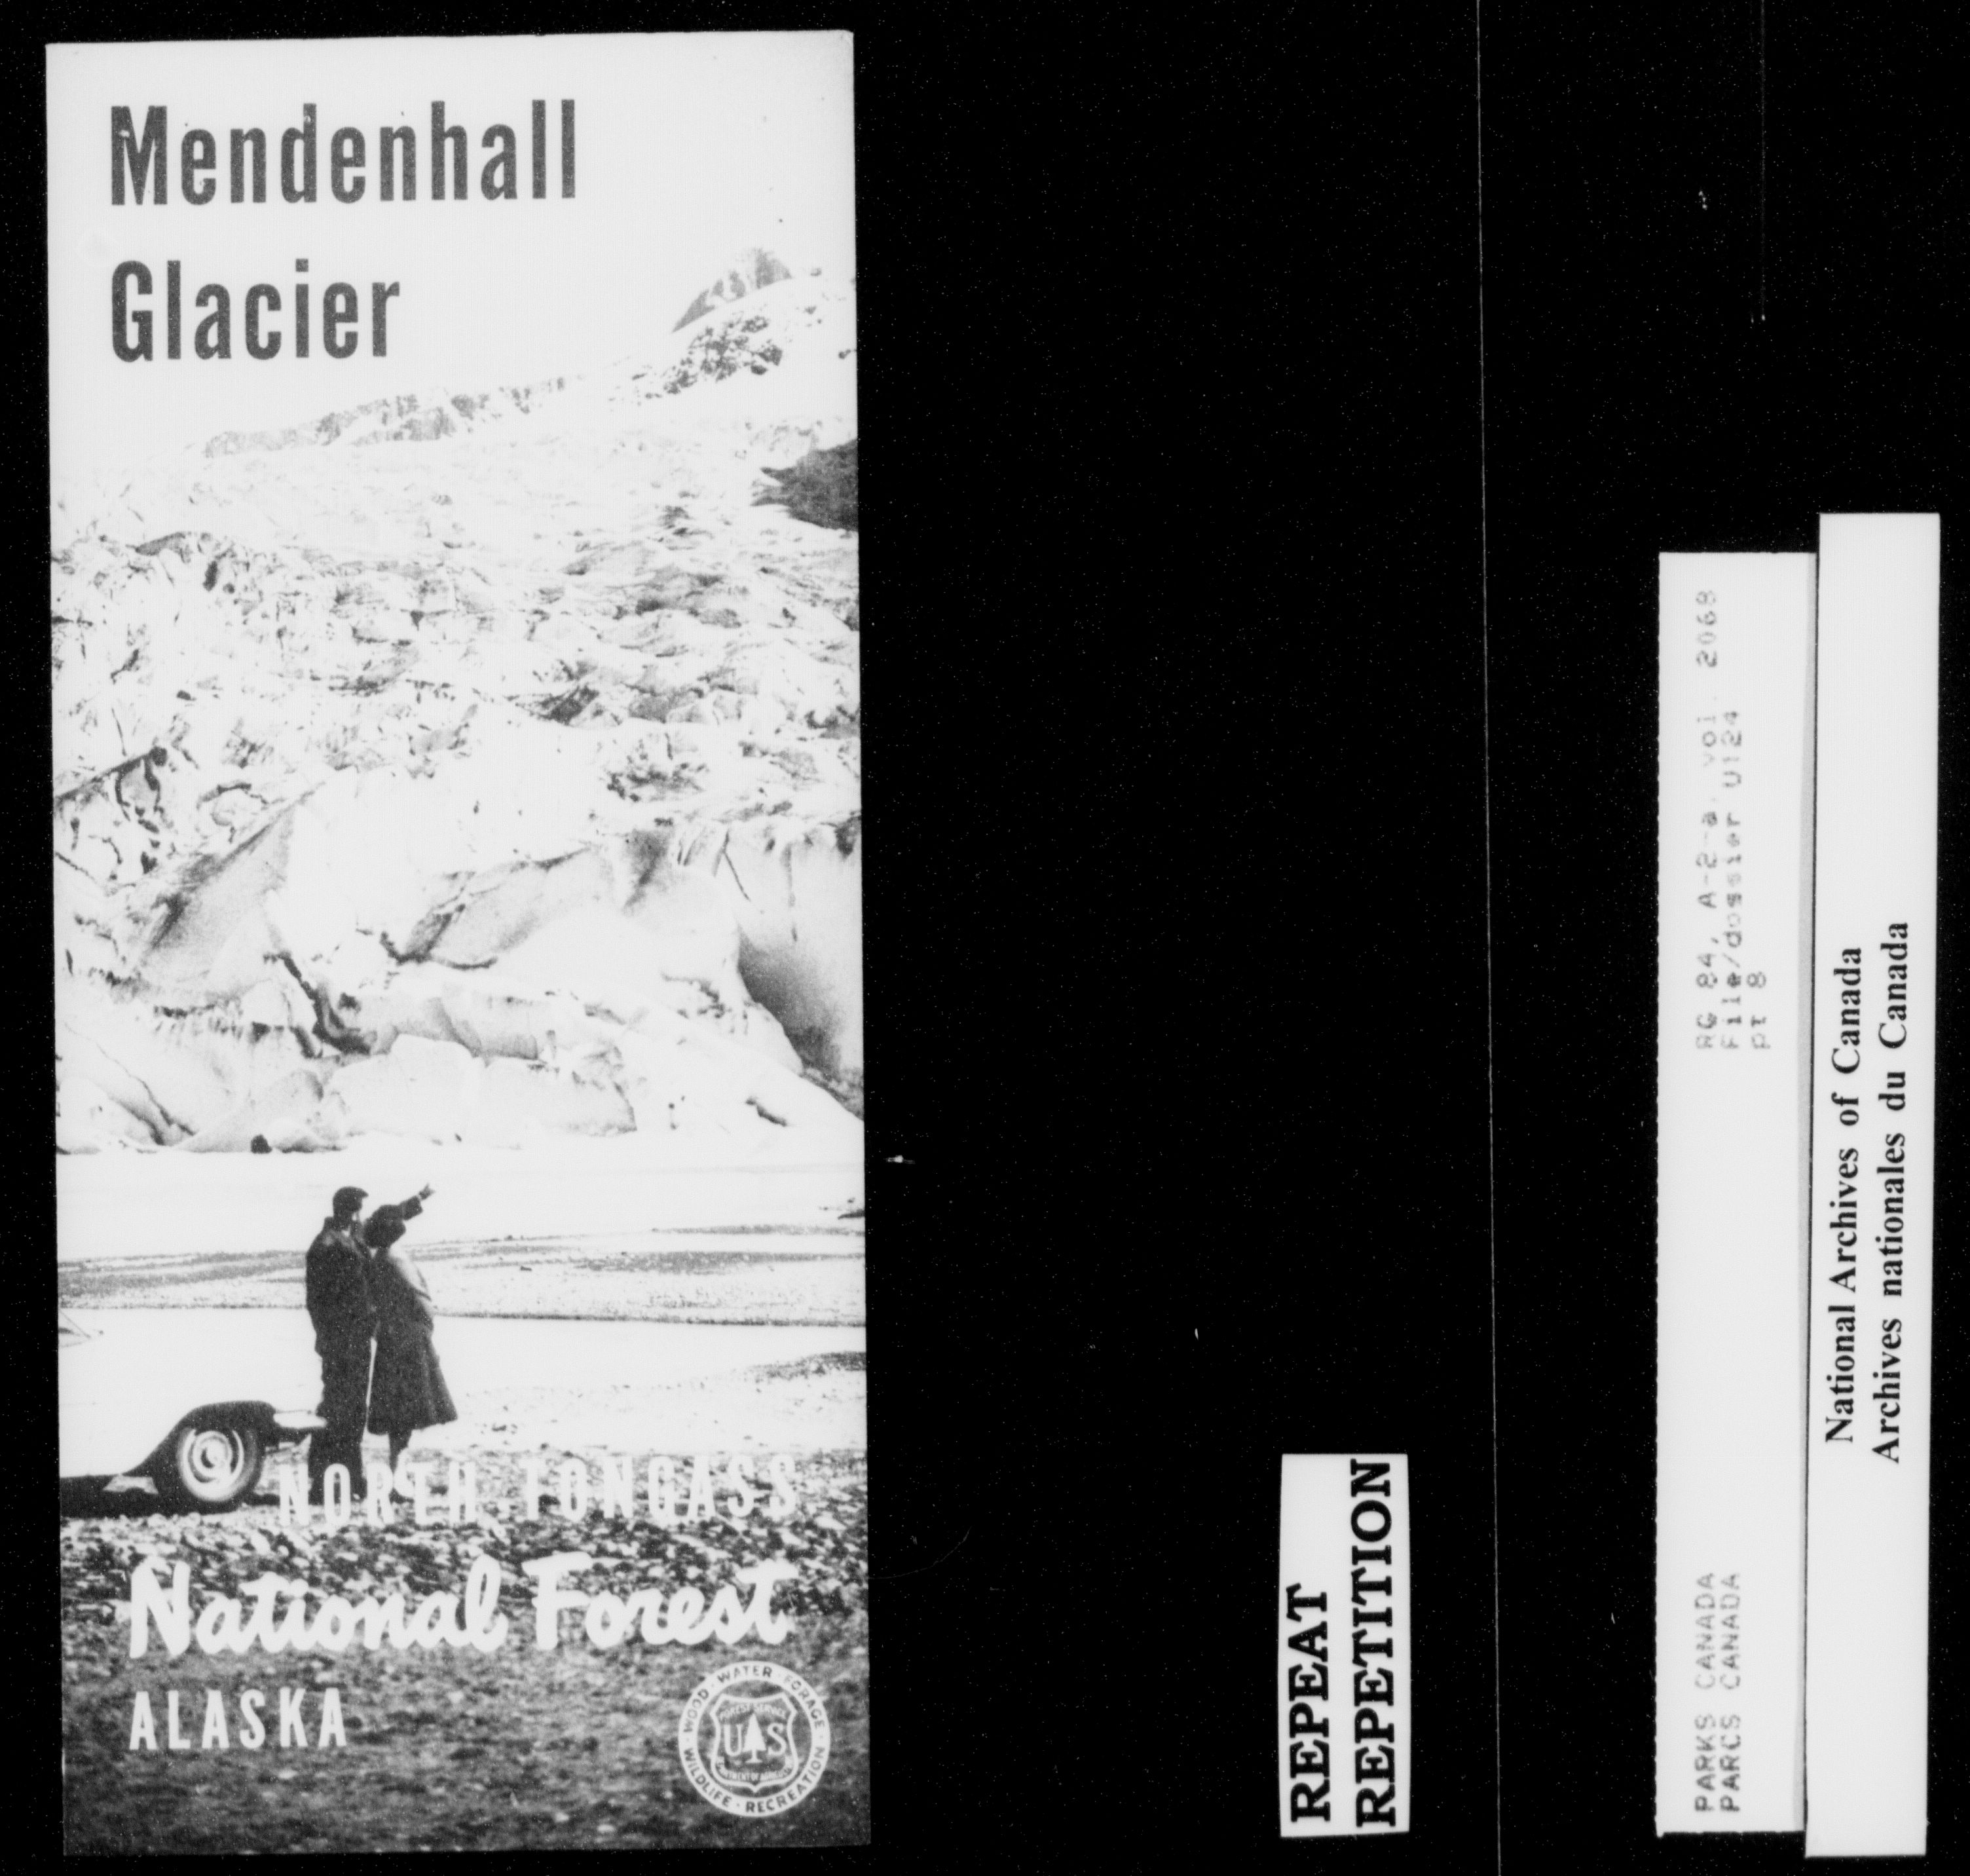 Mendenhall
Glacier
NORTH TONGASS
National Forest
ALASKA
WOOD · WATER · FORAGE · WILDLIFE · RECREATION
U S
REPEAT
REPETITION
RG 84, A-2-a, vol. 2068
File/dossier U124
pt 8
PARKS CANADA
PARCS CANADA
National Archives of Canada
Archives nationales du Canada